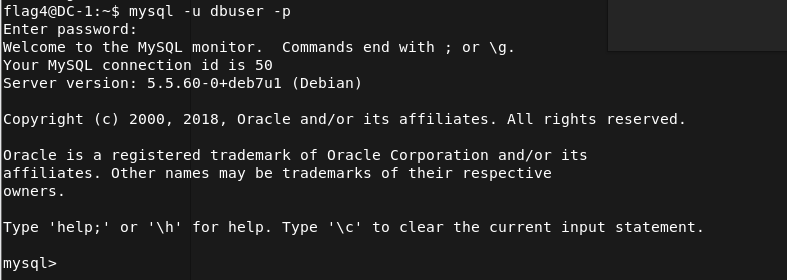 flag4@DC-1:~$ mysql -u dbuser -p
Enter password:
Welcome to the MySQL monitor.  Commands end with ; or \g.
Your MySQL connection id is 50
Server version: 5.5.60-0+deb7u1 (Debian)
Copyright (c) 2000, 2018, Oracle and/or its affiliates. All rights reserved.
Oracle is a registered trademark of Oracle Corporation and/or its
affiliates. Other names may be trademarks of their respective
owners.
Type 'help;' or '\h' for help. Type '\c' to clear the current input statement.
mysql>